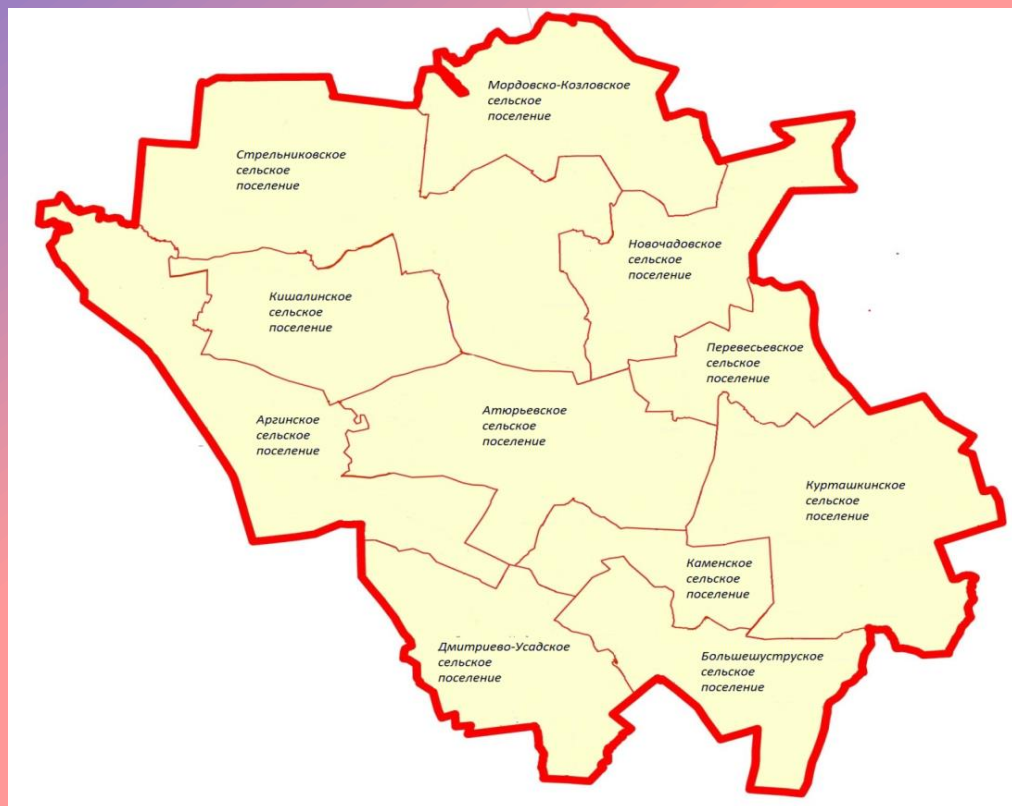 Мордовско-Козловское
сельское
поселение
Стрельниковское
сельское
поселение
Новочадовское
сельское
поселение
Кишалинское
сельское
поселение
Перевесьевское
сельское
поселение
Аргинское
сельское
поселение
Атюрьевское
сельское
поселение
Курташкинское
сельское
поселение
Каменское
сельское
поселение
Дмитриево-Усадское
сельское
поселение
Большешуструское
сельское
поселение